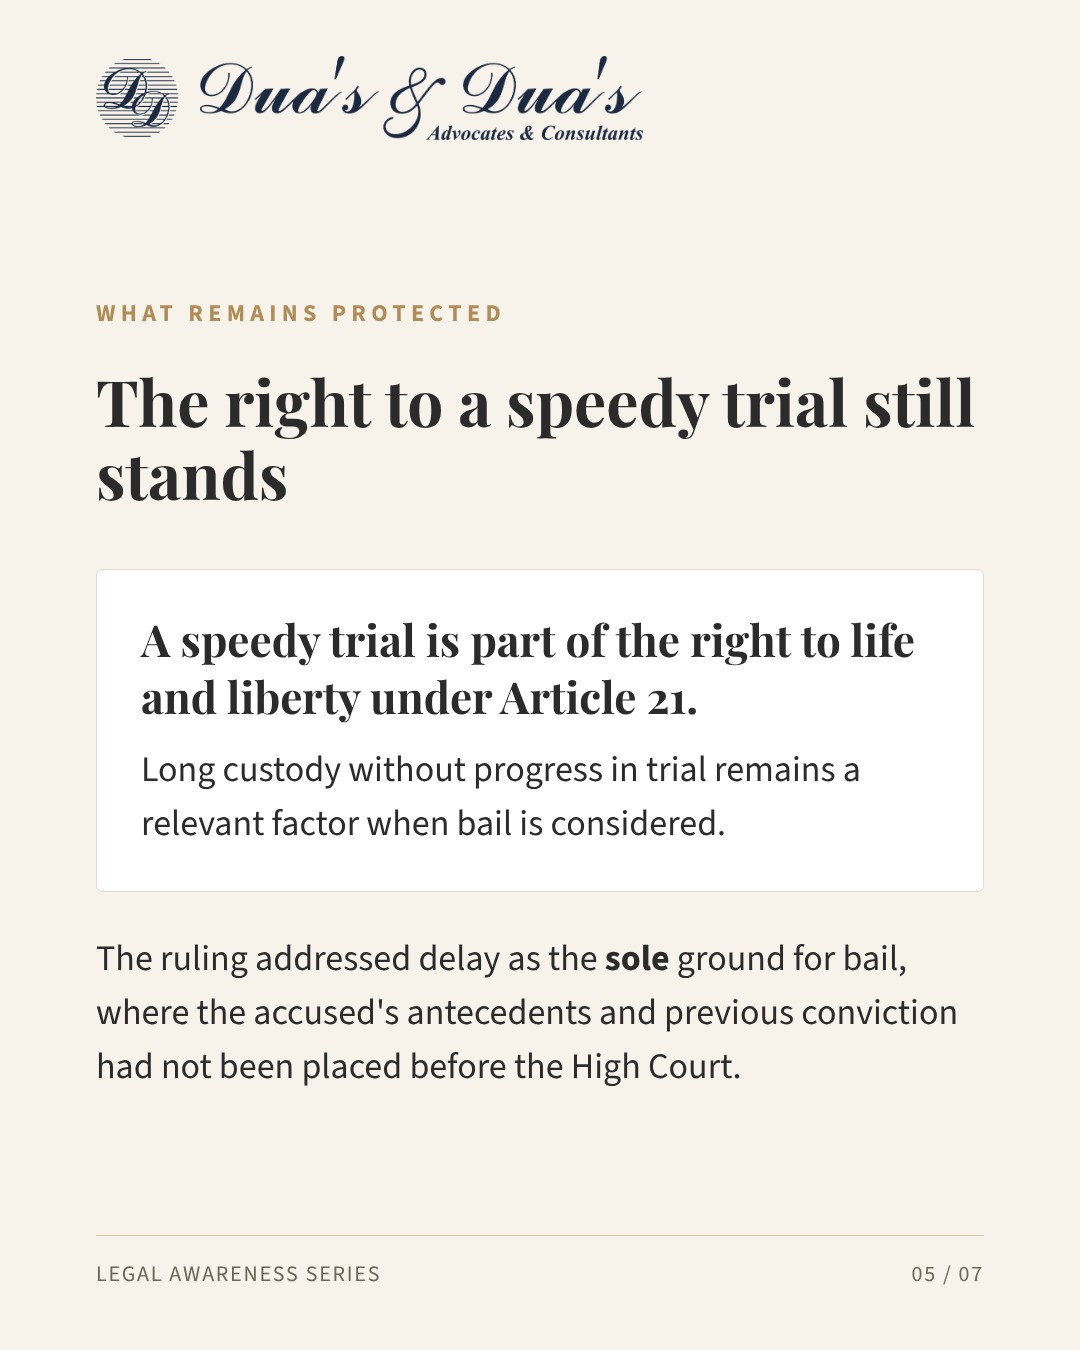 DD Dua's & Dua's
Advocates & Consultants
WHAT REMAINS PROTECTED
The right to a speedy trial still
stands
A speedy trial is part of the right to life
and liberty under Article 21.
Long custody without progress in trial remains a
relevant factor when bail is considered.
The ruling addressed delay as the sole ground for bail,
where the accused's antecedents and previous conviction
had not been placed before the High Court.
LEGAL AWARENESS SERIES
05 / 07